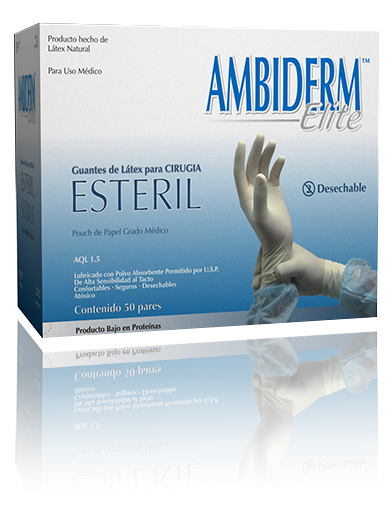 Producto hecho de
Látex Natural
Para Uso Médico
AMBIDERM™
Elite
Guantes de Látex para CIRUGIA
ESTERIL
Desechable
Pouch de Papel Grado Médico
AQL 1.5
Lubricado con Polvo Absorbente Permitido por U.S.P.
De Alta Sensibilidad al Tacto
Confortables - Seguros - Desechables
Atóxico
Contenido 50 pares
Producto Bajo en Proteínas